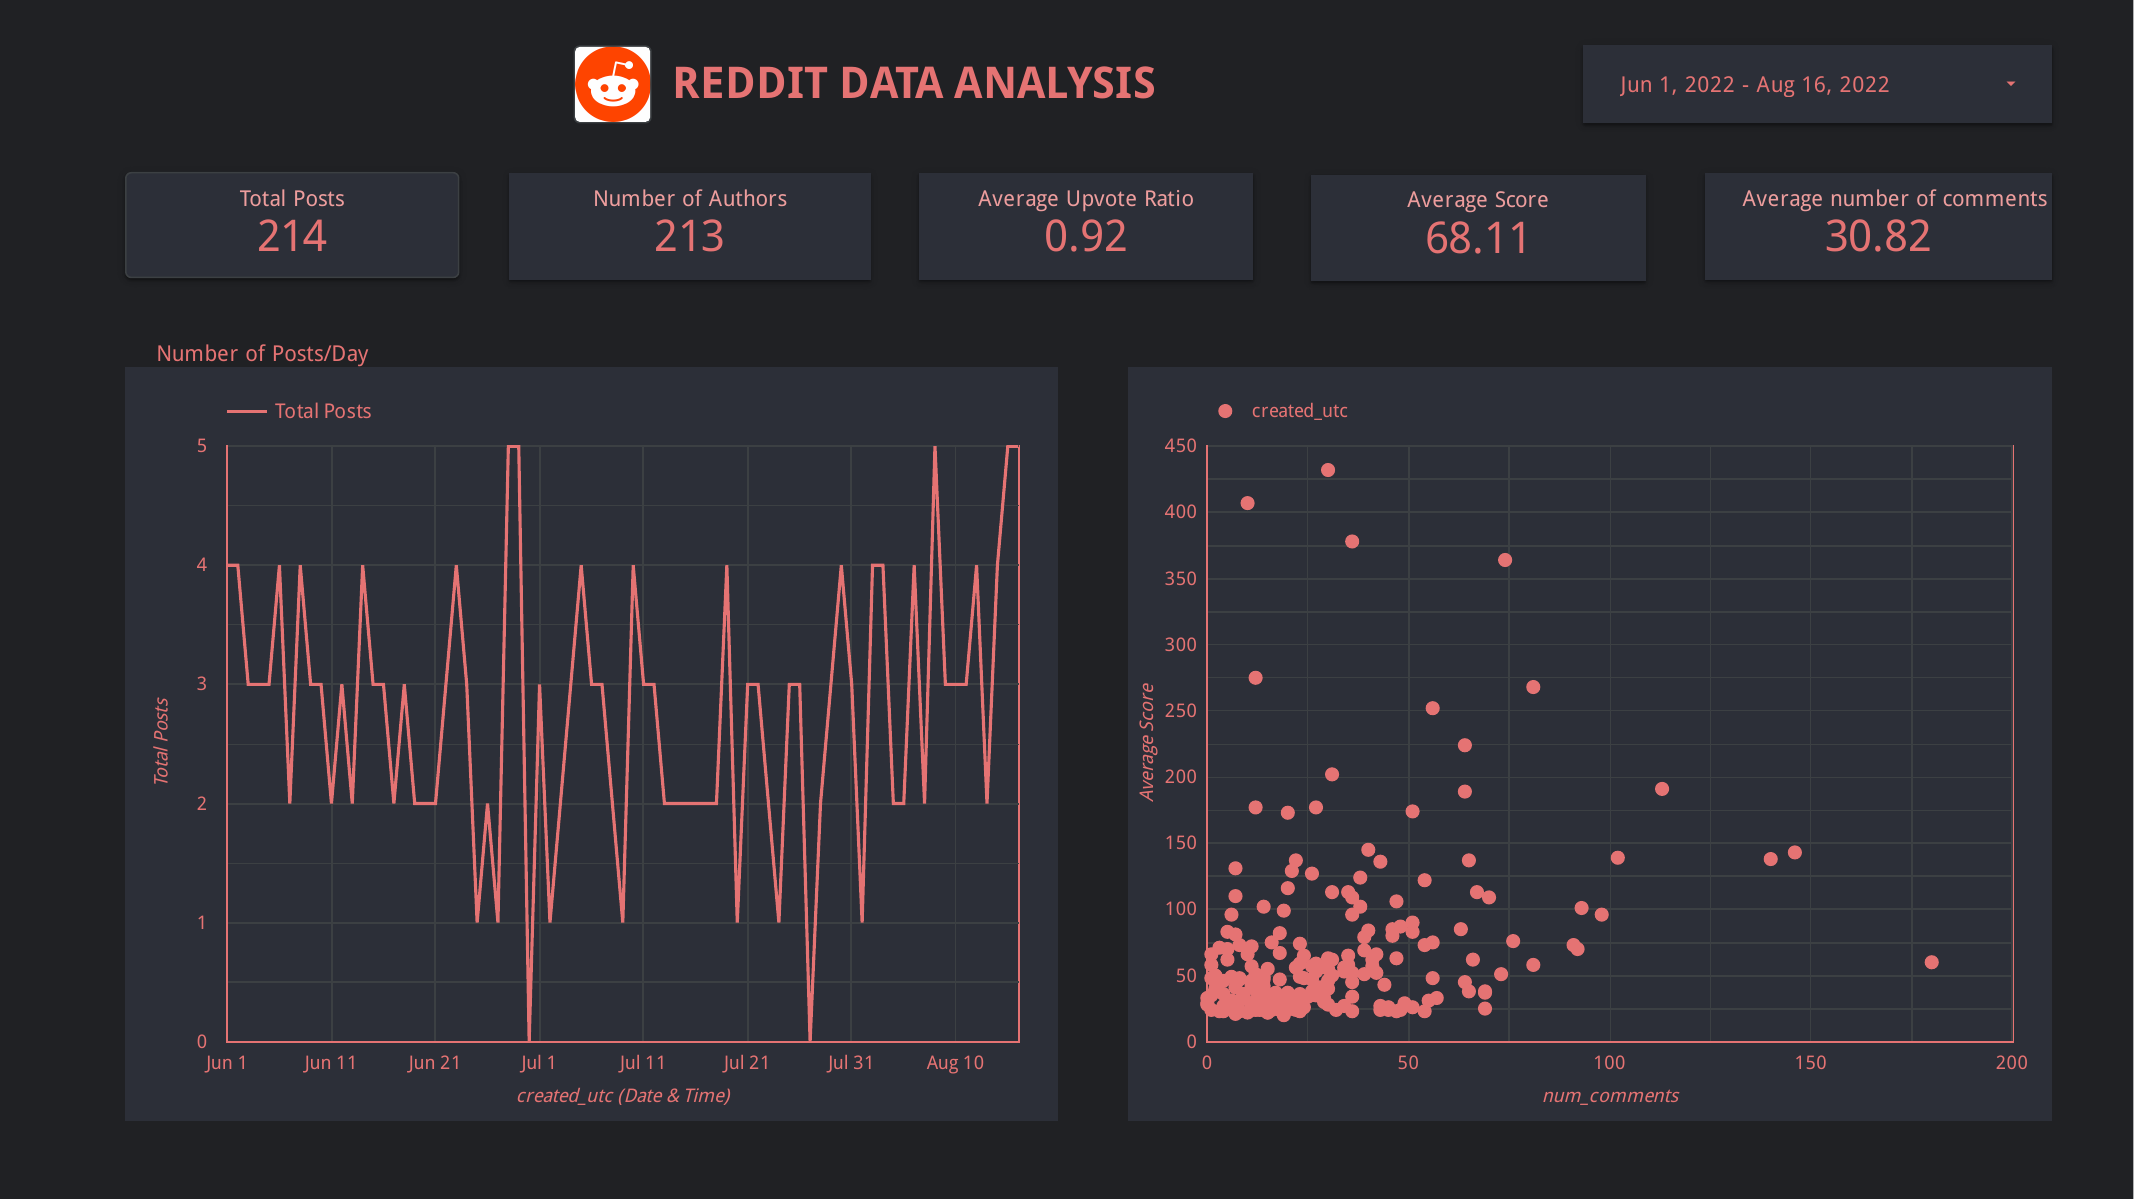 REDDIT DATA ANALYSIS
Jun 1, 2022 - Aug 16, 2022
Total Posts
214
Number of Authors
213
Average Upvote Ratio
0.92
Average Score
68.11
Average number of comments
30.82
Number of Posts/Day
Total Posts
5
4
3
2
1
0
Total Posts
Jun 1 Jun 11 Jun 21 Jul 1 Jul 11 Jul 21 Jul 31 Aug 10
created_utc (Date & Time)
created_utc
450
400
350
300
250
200
150
100
50
0
Average Score
0 50 100 150 200
num_comments